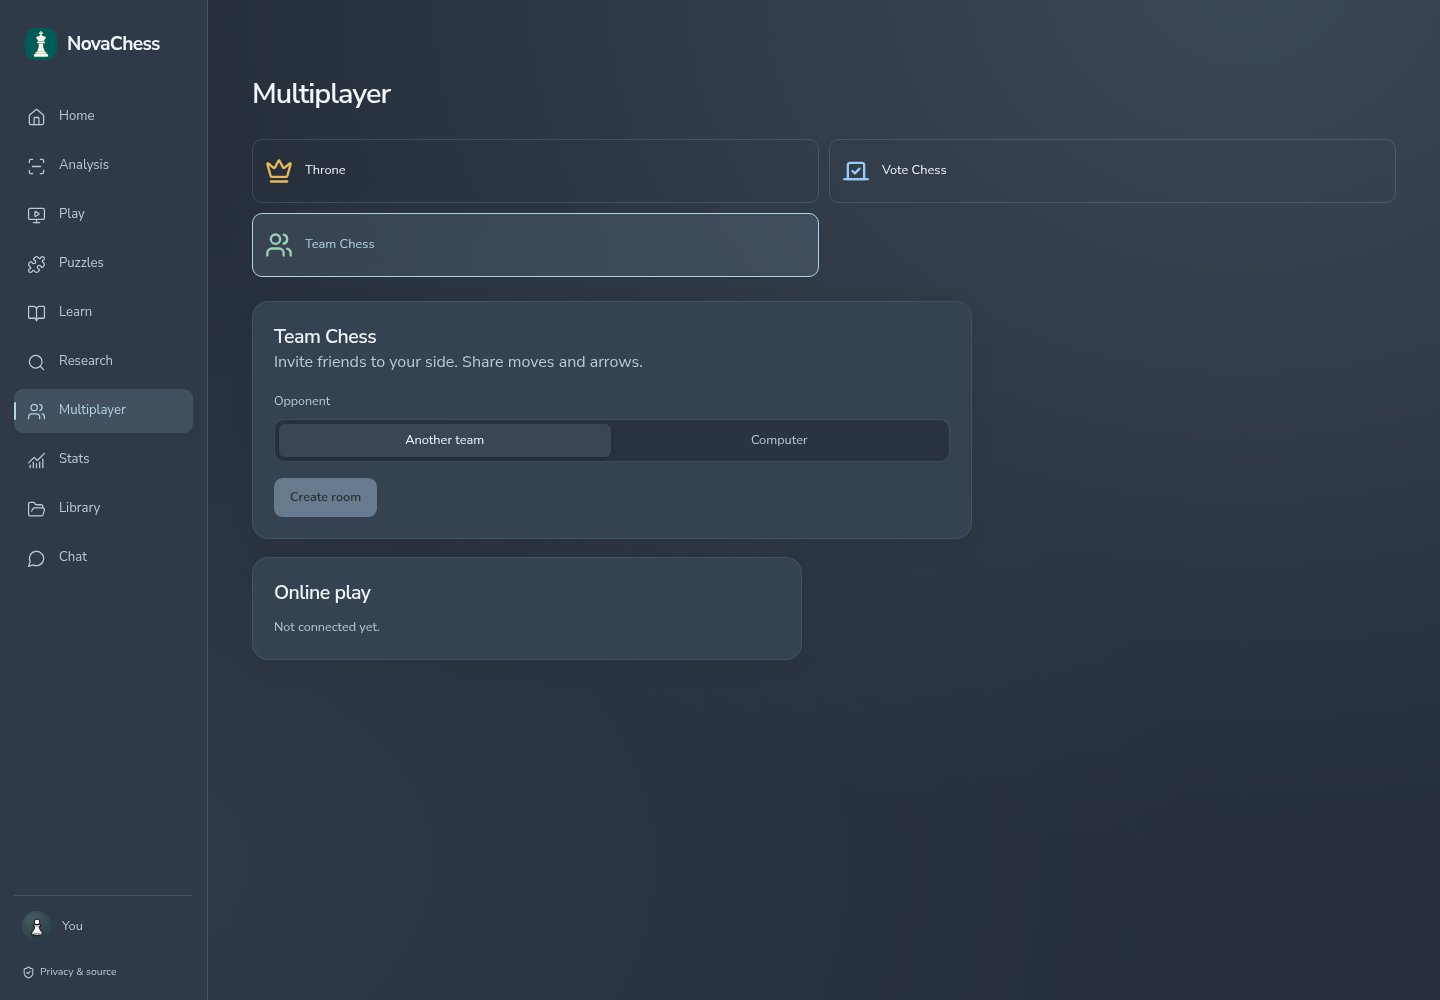 NovaChess
Home
Analysis
Play
Puzzles
Learn
Research
Multiplayer
Stats
Library
Chat
You
Privacy & source
Multiplayer
Throne
Vote Chess
Team Chess
Team Chess
Invite friends to your side. Share moves and arrows.
Opponent
Another team
Computer
Create room
Online play
Not connected yet.